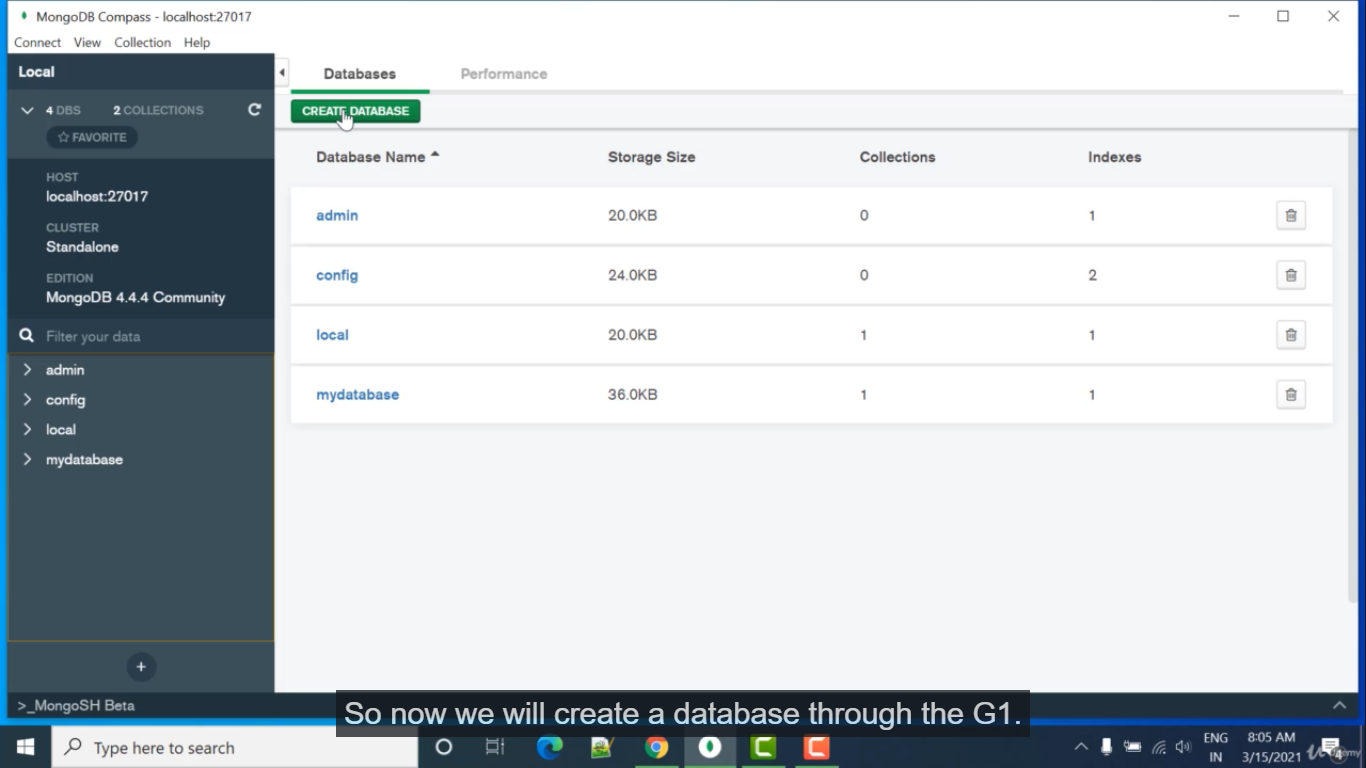 MongoDB Compass - localhost:27017
Connect View Collection Help
Local
Databases Performance
4 DBS 2 COLLECTIONS
FAVORITE
CREATE DATABASE
HOST
localhost:27017
CLUSTER
Standalone
EDITION
MongoDB 4.4.4 Community
Filter your data
admin
config
local
mydatabase
Database Name Storage Size Collections Indexes
admin 20.0KB 0 1
config 24.0KB 0 2
local 20.0KB 1 1
mydatabase 36.0KB 1 1
>_MongoSH Beta
So now we will create a database through the G1.
Type here to search
ENG
IN
8:05 AM
3/15/2021
4